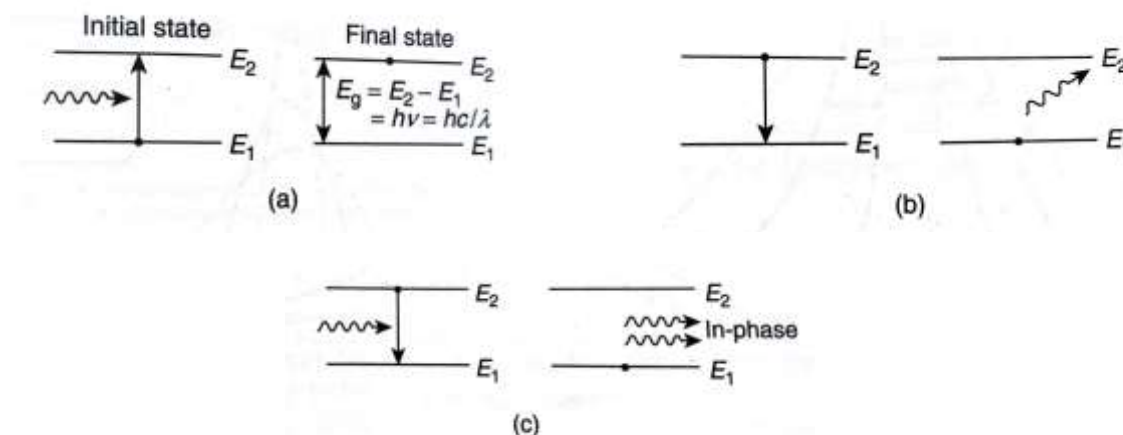 Initial state
E2
E1
Final state
E2
Eg = E2 − E1
= hν = hc/λ
E1
(a)
E2
E1
E2
E
(b)
E2
E1
E2
In-phase
E1
(c)